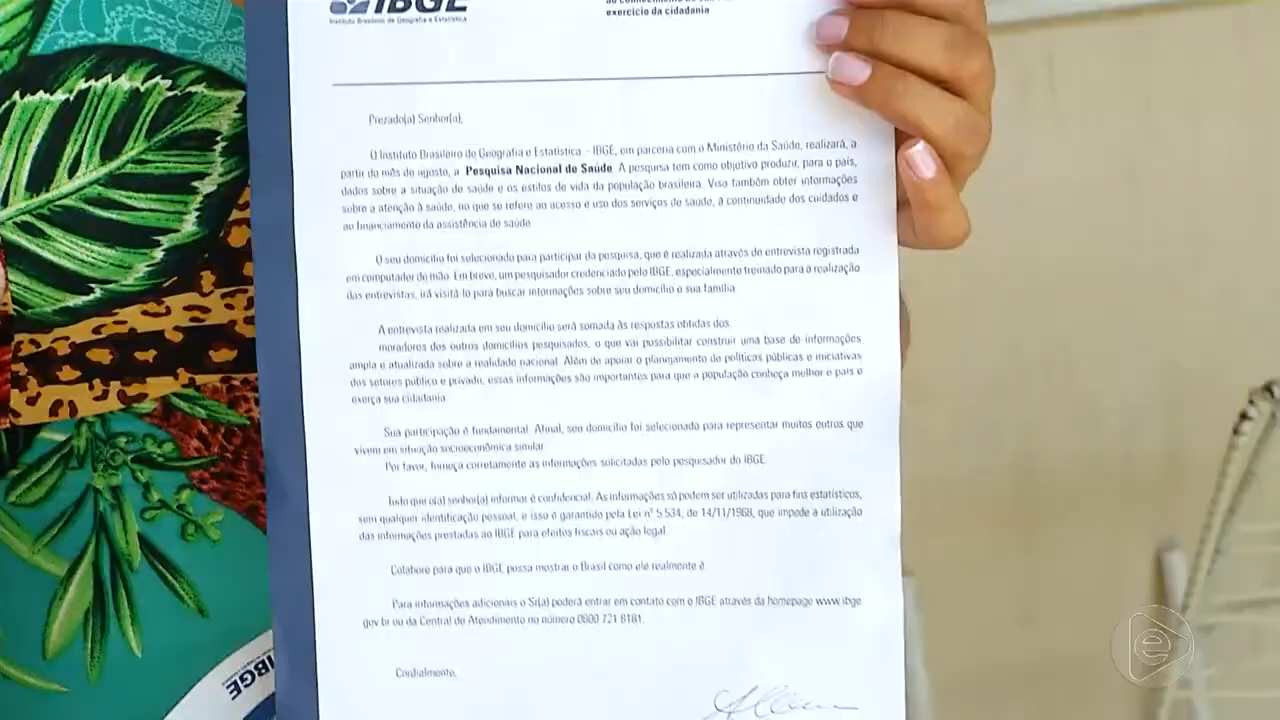 IBGE
Instituto Brasileiro de Geografia e Estatística
exercício da cidadania
Prezado(a) Senhor(a),
O Instituto Brasileiro de Geografia e Estatística - IBGE, em parceria com o Ministério da Saúde, realizará, a
partir do mês de agosto, a Pesquisa Nacional de Saúde. A pesquisa tem como objetivo produzir, para o país,
dados sobre a situação de saúde e os estilos de vida da população brasileira. Visa também obter informações
sobre a atenção à saúde, no que se refere ao acesso e uso dos serviços de saúde, à continuidade dos cuidados e
ao financiamento da assistência de saúde.
O seu domicílio foi selecionado para participar da pesquisa, que é realizada através de entrevista registrada
em computador de mão. Em breve, um pesquisador credenciado pelo IBGE, especialmente treinado para a realização
das entrevistas, irá visitá-lo para buscar informações sobre seu domicílio e sua família.
A entrevista realizada em seu domicílio será somada às respostas obtidas dos
moradores dos outros domicílios pesquisados, o que vai possibilitar construir uma base de informações
ampla e atualizada sobre a realidade nacional. Além de apoiar o planejamento de políticas públicas e iniciativas
dos setores público e privado, essas informações são importantes para que a população conheça melhor o país e
exerça sua cidadania.
Sua participação é fundamental. Afinal, seu domicílio foi selecionado para representar muitos outros que
vivem em situação socioeconômica similar.
Por favor, forneça corretamente as informações solicitadas pelo pesquisador do IBGE.
Tudo que o(a) senhor(a) informar é confidencial. As informações só podem ser utilizadas para fins estatísticos,
sem qualquer identificação pessoal, e isso é garantido pela Lei nº 5.534, de 14/11/1968, que impede a utilização
das informações prestadas ao IBGE para efeitos fiscais ou ação legal.
Colabore para que o IBGE possa mostrar o Brasil como ele realmente é.
Para informações adicionais o Sr(a) poderá entrar em contato com o IBGE através da homepage www.ibge.
gov.br ou da Central de Atendimento no número 0800 721 8181.
Cordialmente,
IBGE
e